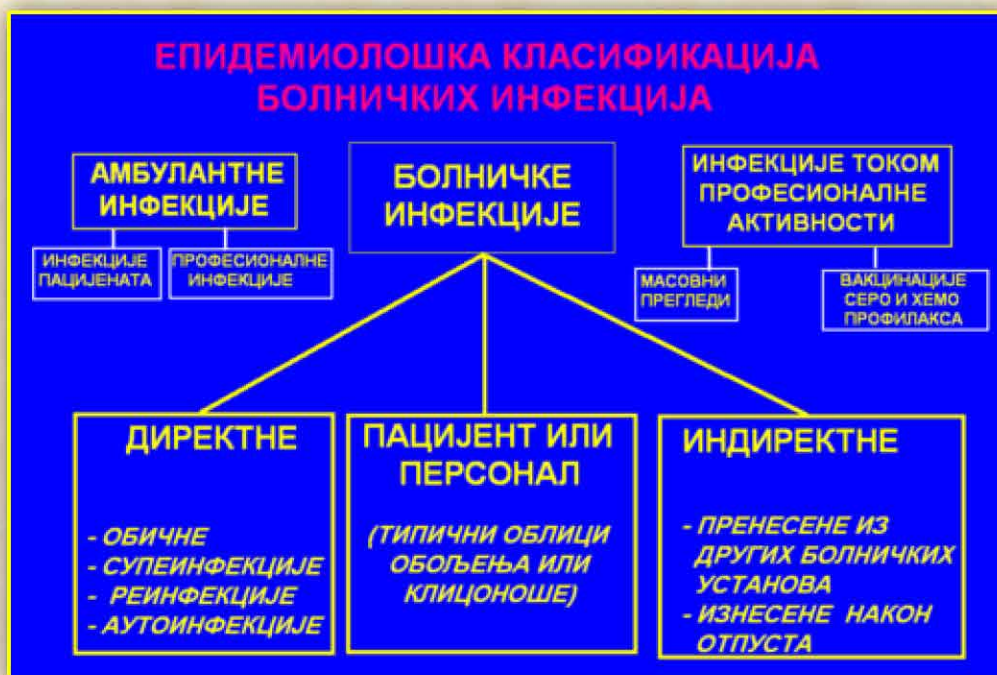 ЕПИДЕМИОЛОШКА КЛАСИФИКАЦИЈА
БОЛНИЧКИХ ИНФЕКЦИЈА
АМБУЛАНТНЕ
ИНФЕКЦИЈЕ
ИНФЕКЦИЈЕ
ПАЦИЈЕНАТА
ПРОФЕСИОНАЛНЕ
ИНФЕКЦИЈЕ
БОЛНИЧКЕ
ИНФЕКЦИЈЕ
ИНФЕКЦИЈЕ ТОКОМ
ПРОФЕСИОНАЛНЕ
АКТИВНОСТИ
МАСОВНИ
ПРЕГЛЕДИ
ВАКЦИНАЦИЈЕ
СЕРО И ХЕМО
ПРОФИЛАКСА
ДИРЕКТНЕ
- ОБИЧНЕ
- СУПЕИНФЕКЦИЈЕ
- РЕИНФЕКЦИЈЕ
- АУТОИНФЕКЦИЈЕ
ПАЦИЈЕНТ ИЛИ
ПЕРСОНАЛ
(ТИПИЧНИ ОБЛИЦИ
ОБОЉЕЊА ИЛИ
КЛИЦОНОШЕ)
ИНДИРЕКТНЕ
- ПРЕНЕСЕНЕ ИЗ
ДРУГИХ БОЛНИЧКИХ
УСТАНОВА
- ИЗНЕСЕНЕ НАКОН
ОТПУСТА